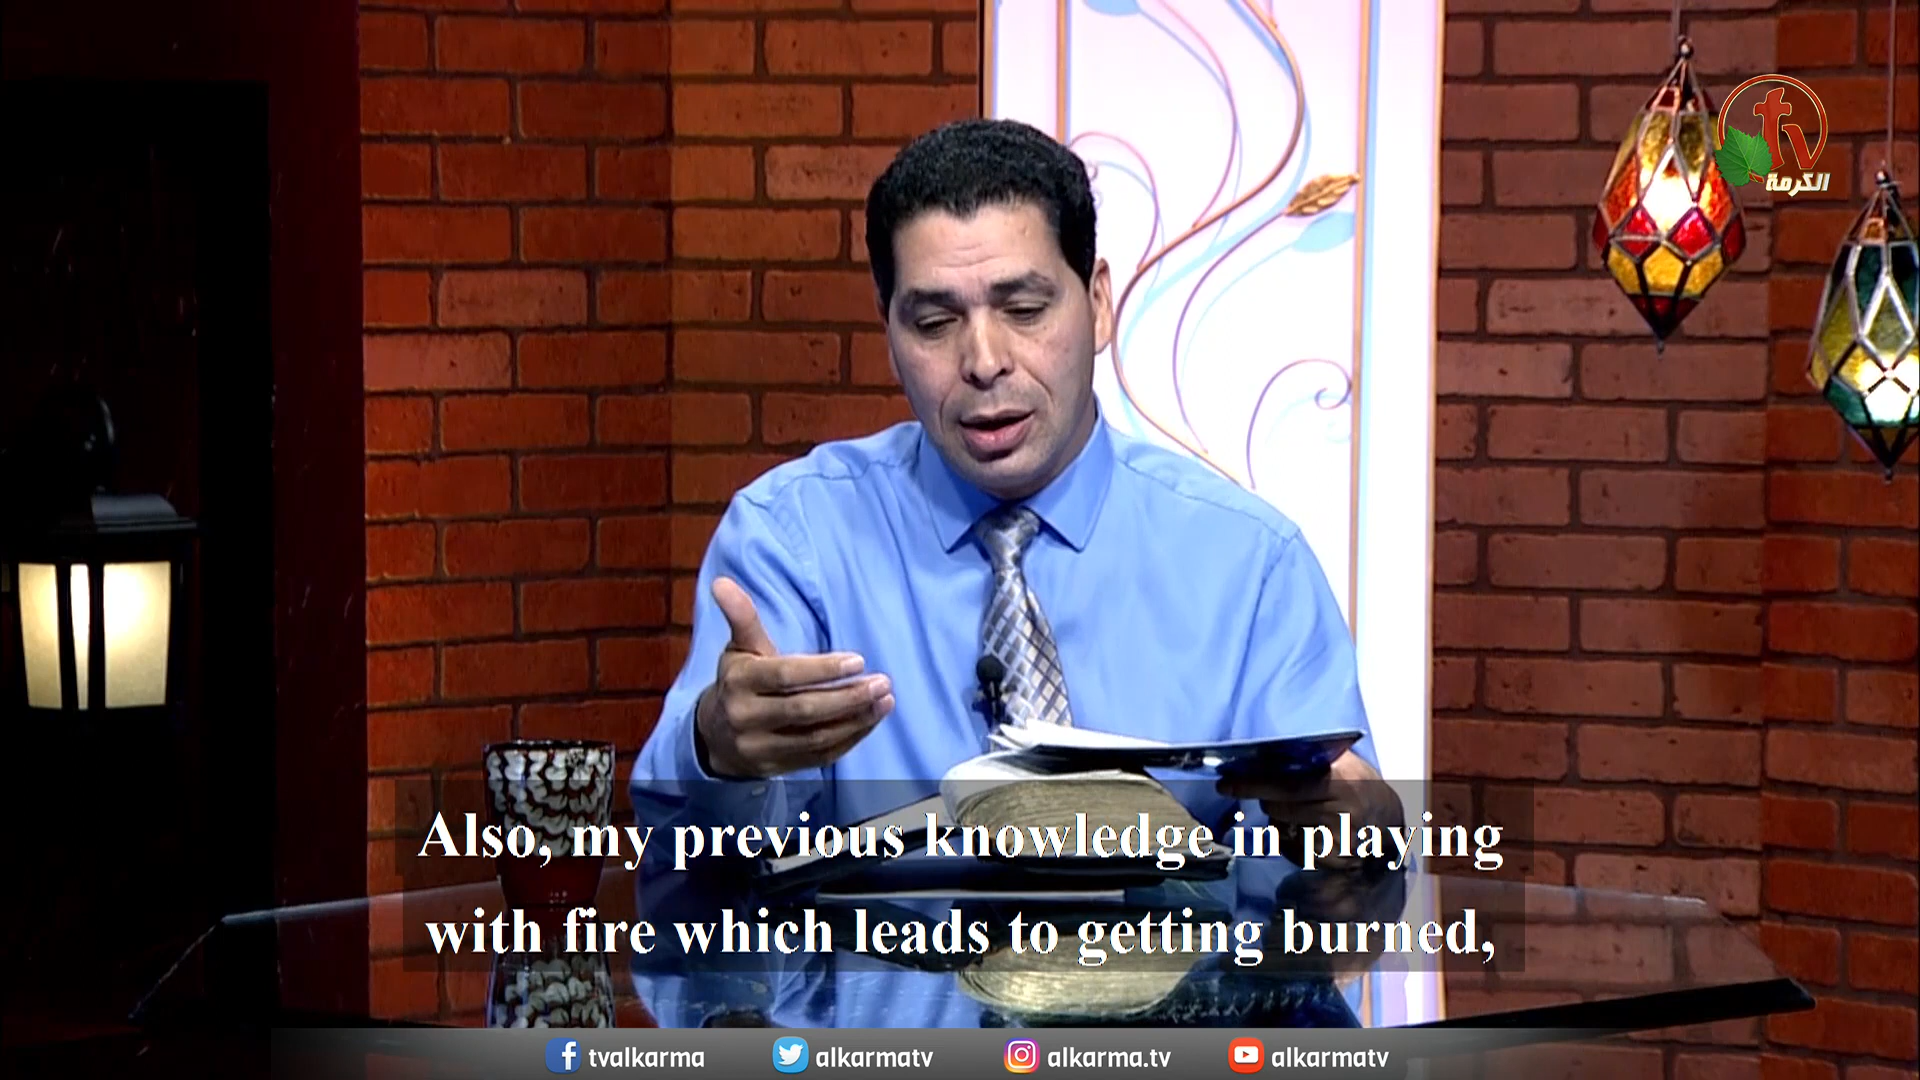 tv
الكرمة
Also, my previous knowledge in playing
with fire which leads to getting burned,
tvalkarma alkarmatv alkarma.tv alkarmatv